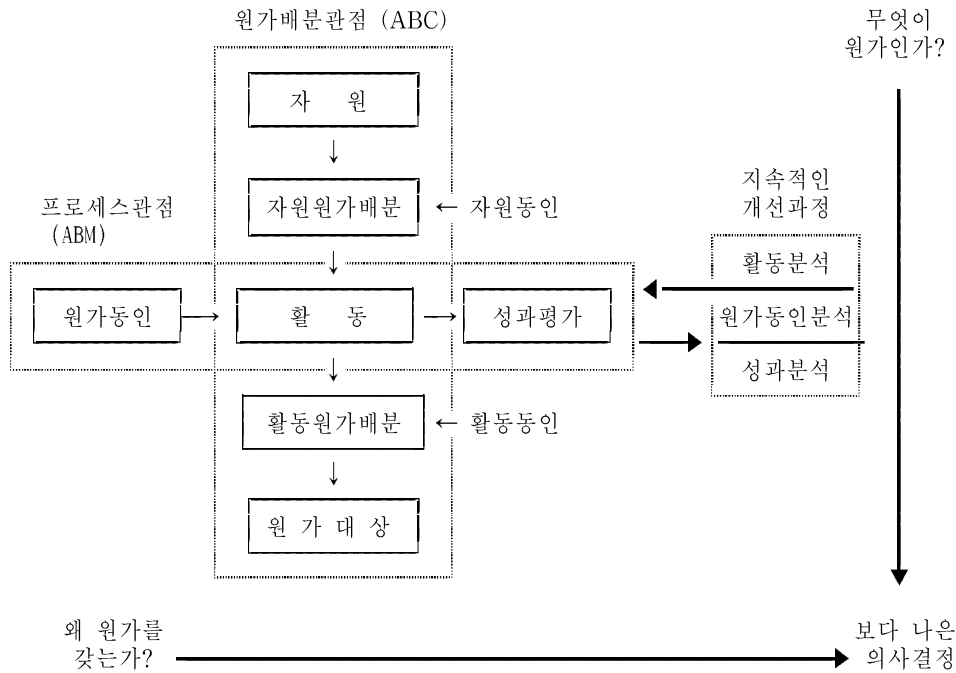 원가배분관점 (ABC)
무엇이
원가인가?
자 원
자원원가배분
← 자원동인
프로세스관점
(ABM)
지속적인
개선과정
활동분석
원가동인
활 동
성과평가
원가동인분석
성과분석
활동원가배분
← 활동동인
원 가 대 상
왜 원가를
갖는가?
보다 나은
의사결정